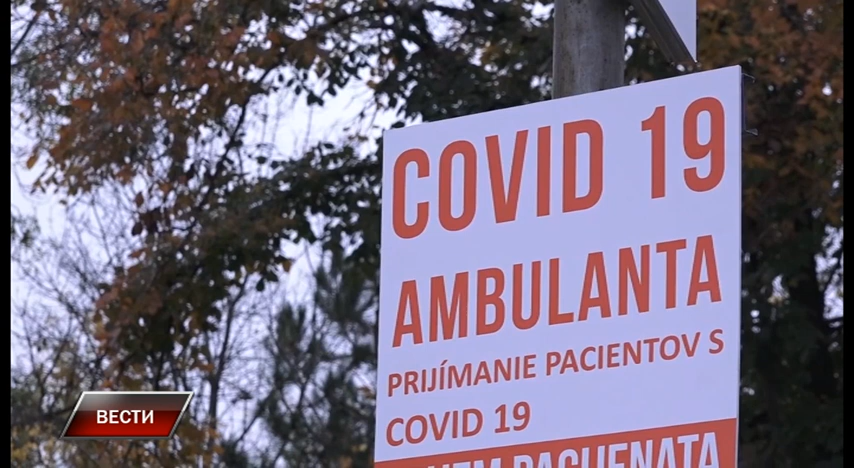 COVID 19
AMBULANTA
PRIJÍMANIE PACIENTOV S
COVID 19
ВЕСТИ